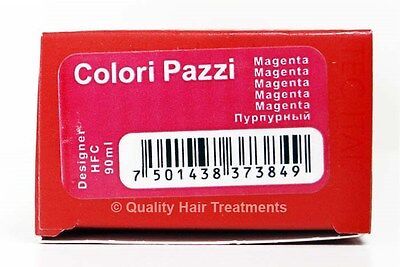 Colori Pazzi
Magenta
Magenta
Magenta
Magenta
Magenta
Пурпурный
Designer
HFC
90ml
7 501438 373849
© Quality Hair Treatments